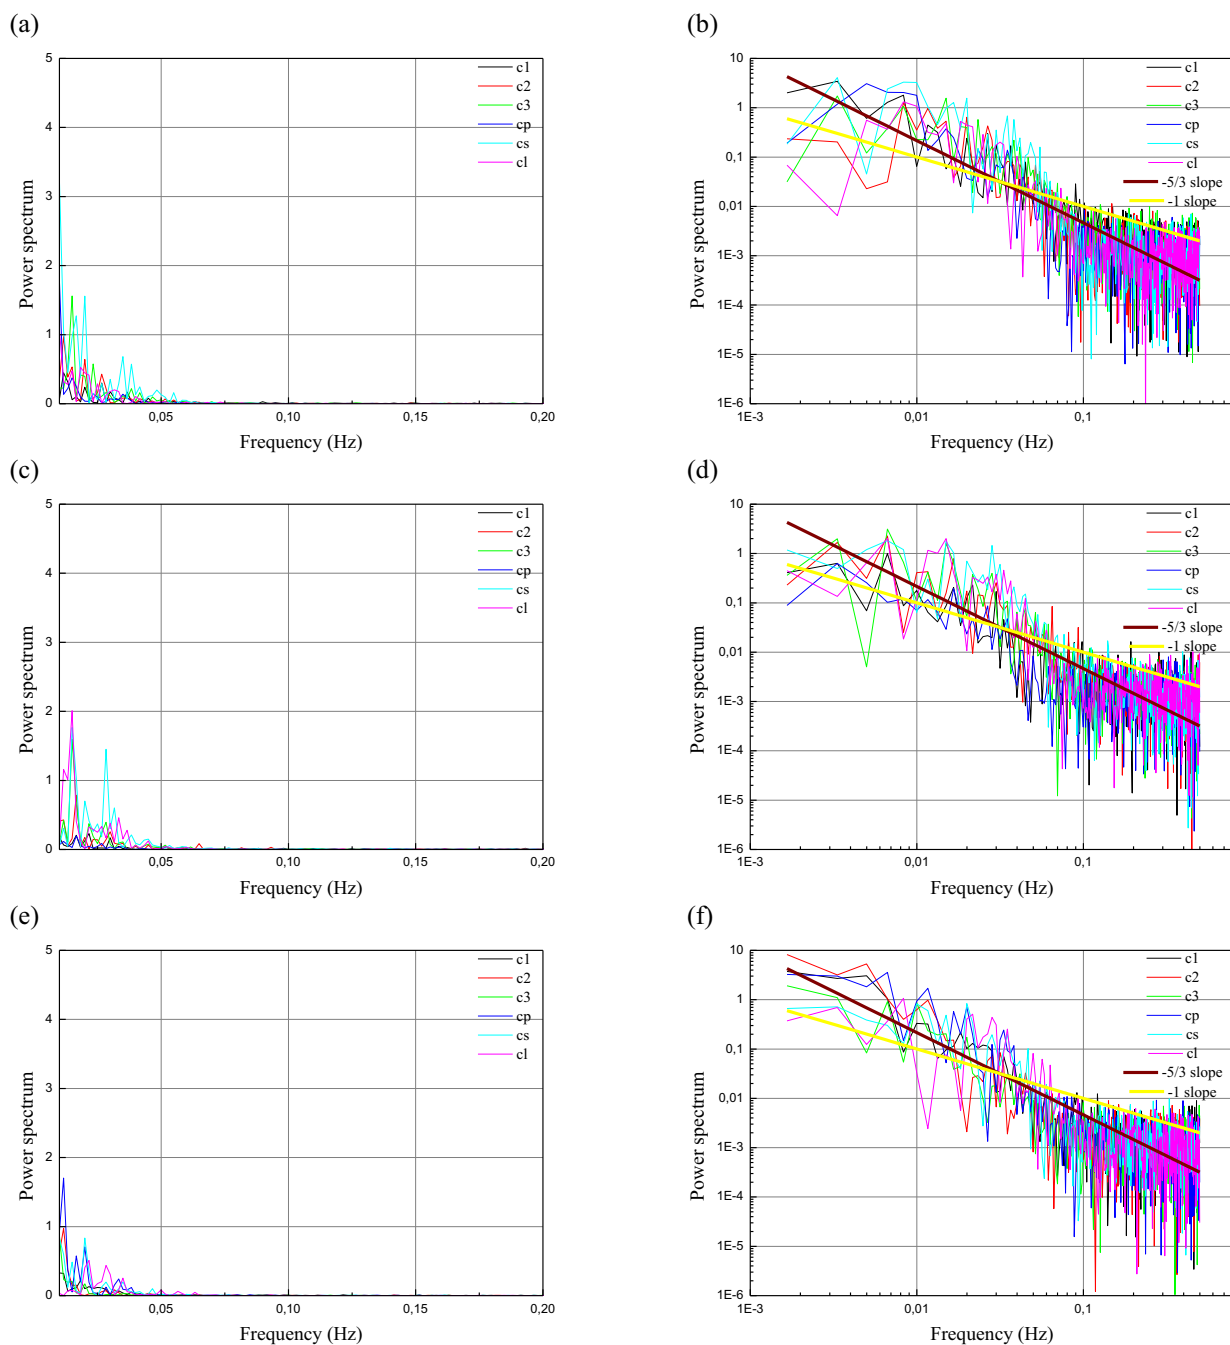 (a)
5
4
3
2
1
0
0,05
0,10
0,15
0,20
Power spectrum
Frequency (Hz)
c1
c2
c3
cp
cs
cl
(b)
10
1
0,1
0,01
1E-3
1E-4
1E-5
1E-6
1E-3
0,01
0,1
Power spectrum
Frequency (Hz)
c1
c2
c3
cp
cs
cl
-5/3 slope
-1 slope
(c)
5
4
3
2
1
0
0,05
0,10
0,15
0,20
Power spectrum
Frequency (Hz)
c1
c2
c3
cp
cs
cl
(d)
10
1
0,1
0,01
1E-3
1E-4
1E-5
1E-6
1E-3
0,01
0,1
Power spectrum
Frequency (Hz)
c1
c2
c3
cp
cs
cl
-5/3 slope
-1 slope
(e)
5
4
3
2
1
0
0,05
0,10
0,15
0,20
Power spectrum
Frequency (Hz)
c1
c2
c3
cp
cs
cl
(f)
10
1
0,1
0,01
1E-3
1E-4
1E-5
1E-6
1E-3
0,01
0,1
Power spectrum
Frequency (Hz)
c1
c2
c3
cp
cs
cl
-5/3 slope
-1 slope